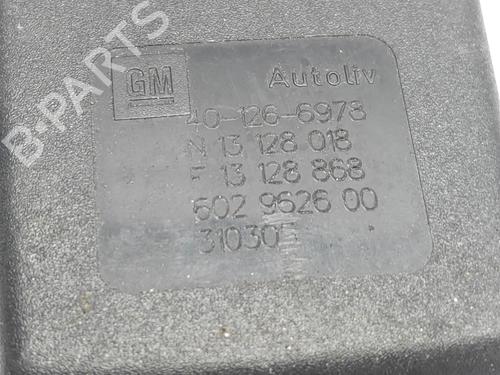 GM Autoliv
40-126-6978
N 13 128 018
F 13 128 868
602 9626 00
310305
B-PARTS